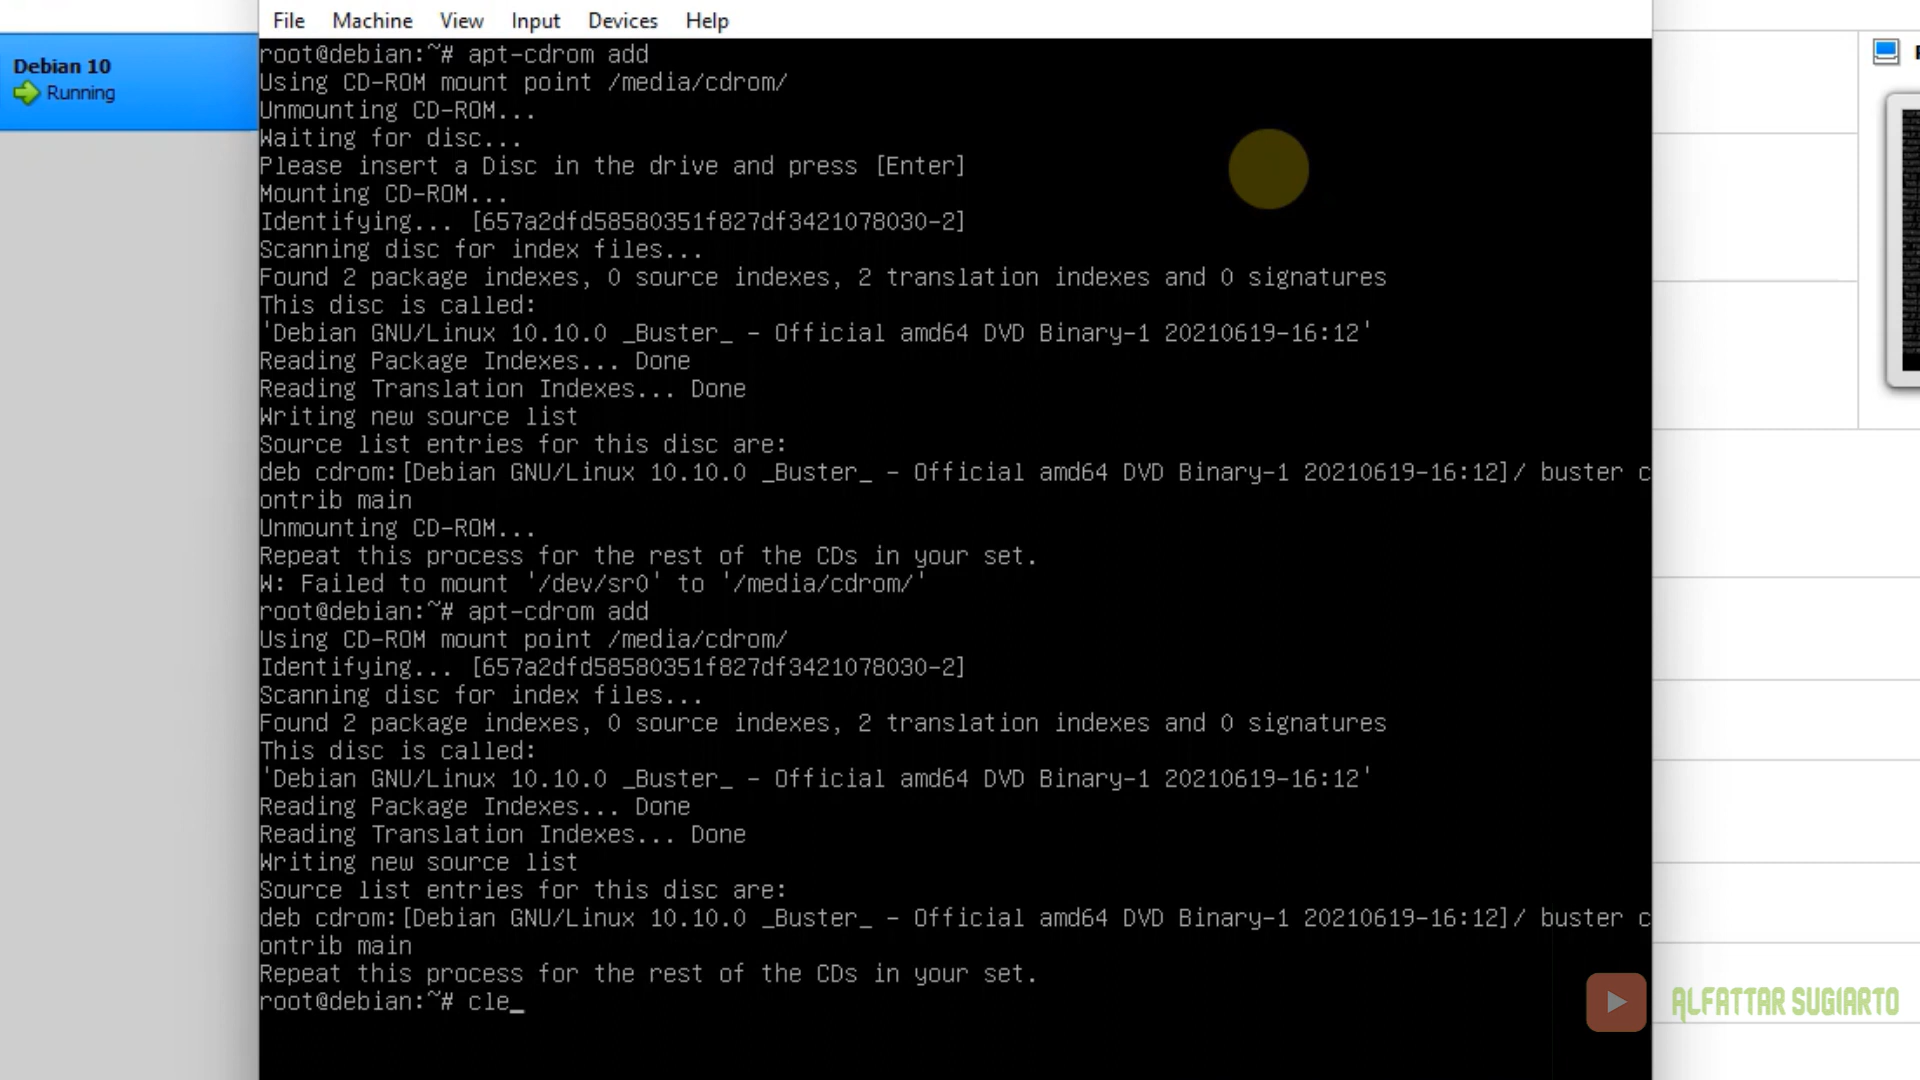 File Machine View Input Devices Help
Debian 10
Running
root@debian:~# apt-cdrom add
Using CD-ROM mount point /media/cdrom/
Unmounting CD-ROM...
Waiting for disc...
Please insert a Disc in the drive and press [Enter]
Mounting CD-ROM...
Identifying... [657a2dfd58580351f827df3421078030-2]
Scanning disc for index files...
Found 2 package indexes, 0 source indexes, 2 translation indexes and 0 signatures
This disc is called:
'Debian GNU/Linux 10.10.0 _Buster_ - Official amd64 DVD Binary-1 20210619-16:12'
Reading Package Indexes... Done
Reading Translation Indexes... Done
Writing new source list
Source list entries for this disc are:
deb cdrom:[Debian GNU/Linux 10.10.0 _Buster_ - Official amd64 DVD Binary-1 20210619-16:12]/ buster c
ontrib main
Unmounting CD-ROM...
Repeat this process for the rest of the CDs in your set.
W: Failed to mount '/dev/sr0' to '/media/cdrom/'
root@debian:~# apt-cdrom add
Using CD-ROM mount point /media/cdrom/
Identifying... [657a2dfd58580351f827df3421078030-2]
Scanning disc for index files...
Found 2 package indexes, 0 source indexes, 2 translation indexes and 0 signatures
This disc is called:
'Debian GNU/Linux 10.10.0 _Buster_ - Official amd64 DVD Binary-1 20210619-16:12'
Reading Package Indexes... Done
Reading Translation Indexes... Done
Writing new source list
Source list entries for this disc are:
deb cdrom:[Debian GNU/Linux 10.10.0 _Buster_ - Official amd64 DVD Binary-1 20210619-16:12]/ buster c
ontrib main
Repeat this process for the rest of the CDs in your set.
root@debian:~# cle_
ALFATTAR SUGIARTO